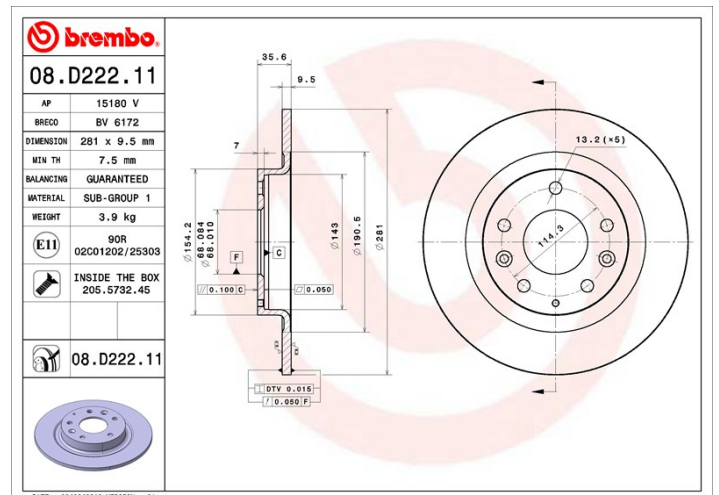 brembo.
08.D222.11
AP 15180 V
BRECO BV 6172
DIMENSION 281 x 9.5 mm
MIN TH 7.5 mm
BALANCING GUARANTEED
MATERIAL SUB-GROUP 1
WEIGHT 3.9 kg
E11 90R 02C01202/25303
INSIDE THE BOX
205.5732.45
08.D222.11
35.6
9.5
7
Ø154.2
Ø68.084
Ø68.010
F
C
Ø143
Ø190.5
Ø281
// 0.100 C
⏥ 0.050
DTV 0.015
↗ 0.050 F
13.2(×5)
114.3